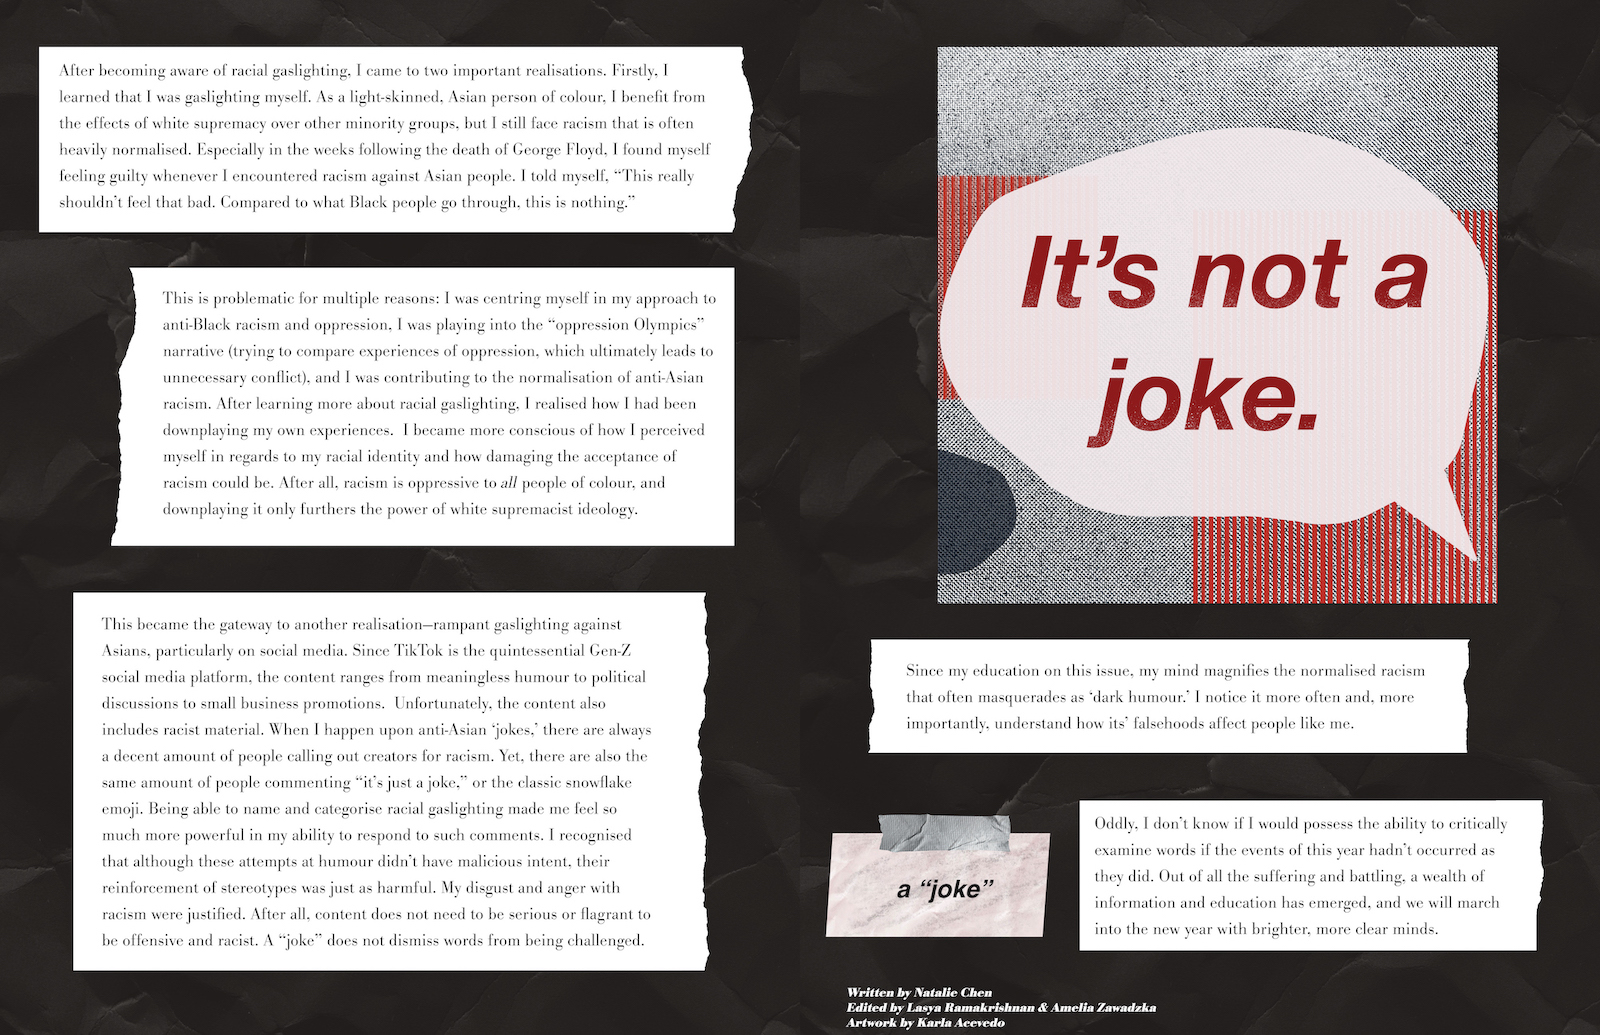 After becoming aware of racial gaslighting, I came to two important realisations. Firstly, I
learned that I was gaslighting myself. As a light-skinned, Asian person of colour, I benefit from
the effects of white supremacy over other minority groups, but I still face racism that is often
heavily normalised. Especially in the weeks following the death of George Floyd, I found myself
feeling guilty whenever I encountered racism against Asian people. I told myself, “This really
shouldn’t feel that bad. Compared to what Black people go through, this is nothing.”
This is problematic for multiple reasons: I was centring myself in my approach to
anti-Black racism and oppression, I was playing into the “oppression Olympics”
narrative (trying to compare experiences of oppression, which ultimately leads to
unnecessary conflict), and I was contributing to the normalisation of anti-Asian
racism. After learning more about racial gaslighting, I realised how I had been
downplaying my own experiences.  I became more conscious of how I perceived
myself in regards to my racial identity and how damaging the acceptance of
racism could be. After all, racism is oppressive to all people of colour, and
downplaying it only furthers the power of white supremacist ideology.
This became the gateway to another realisation—rampant gaslighting against
Asians, particularly on social media. Since TikTok is the quintessential Gen-Z
social media platform, the content ranges from meaningless humour to political
discussions to small business promotions.  Unfortunately, the content also
includes racist material. When I happen upon anti-Asian ‘jokes,’ there are always
a decent amount of people calling out creators for racism. Yet, there are also the
same amount of people commenting “it’s just a joke,” or the classic snowflake
emoji. Being able to name and categorise racial gaslighting made me feel so
much more powerful in my ability to respond to such comments. I recognised
that although these attempts at humour didn’t have malicious intent, their
reinforcement of stereotypes was just as harmful. My disgust and anger with
racism were justified. After all, content does not need to be serious or flagrant to
be offensive and racist. A “joke” does not dismiss words from being challenged.
It’s not a
joke.
Since my education on this issue, my mind magnifies the normalised racism
that often masquerades as ‘dark humour.’ I notice it more often and, more
importantly, understand how its’ falsehoods affect people like me.
a “joke”
Oddly, I don’t know if I would possess the ability to critically
examine words if the events of this year hadn’t occurred as
they did. Out of all the suffering and battling, a wealth of
information and education has emerged, and we will march
into the new year with brighter, more clear minds.
Written by Natalie Chen
Edited by Lasya Ramakrishnan & Amelia Zawadzka
Artwork by Karla Acevedo